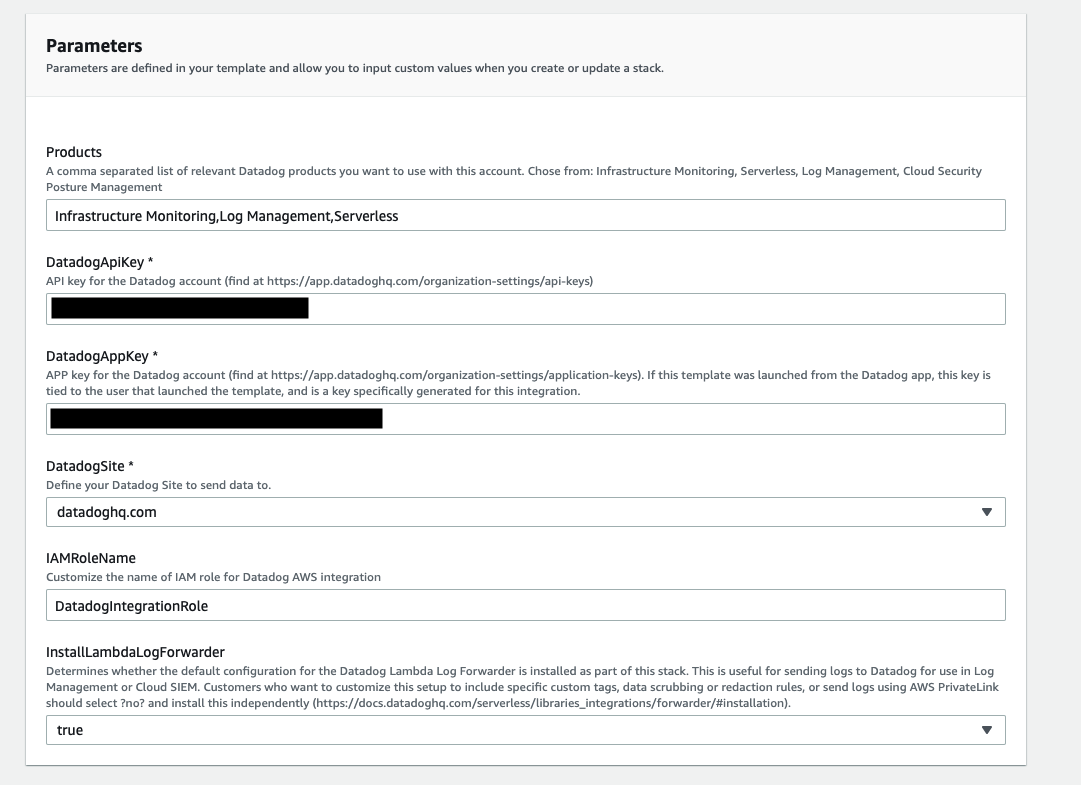 Parameters
Parameters are defined in your template and allow you to input custom values when you create or update a stack.
Products
A comma separated list of relevant Datadog products you want to use with this account. Chose from: Infrastructure Monitoring, Serverless, Log Management, Cloud Security
Posture Management
Infrastructure Monitoring,Log Management,Serverless
DatadogApiKey *
API key for the Datadog account (find at https://app.datadoghq.com/organization-settings/api-keys)
DatadogAppKey *
APP key for the Datadog account (find at https://app.datadoghq.com/organization-settings/application-keys). If this template was launched from the Datadog app, this key is
tied to the user that launched the template, and is a key specifically generated for this integration.
DatadogSite *
Define your Datadog Site to send data to.
datadoghq.com
IAMRoleName
Customize the name of IAM role for Datadog AWS integration
DatadogIntegrationRole
InstallLambdaLogForwarder
Determines whether the default configuration for the Datadog Lambda Log Forwarder is installed as part of this stack. This is useful for sending logs to Datadog for use in Log
Management or Cloud SIEM. Customers who want to customize this setup to include specific custom tags, data scrubbing or redaction rules, or send logs using AWS PrivateLink
should select ?no? and install this independently (https://docs.datadoghq.com/serverless/libraries_integrations/forwarder/#installation).
true